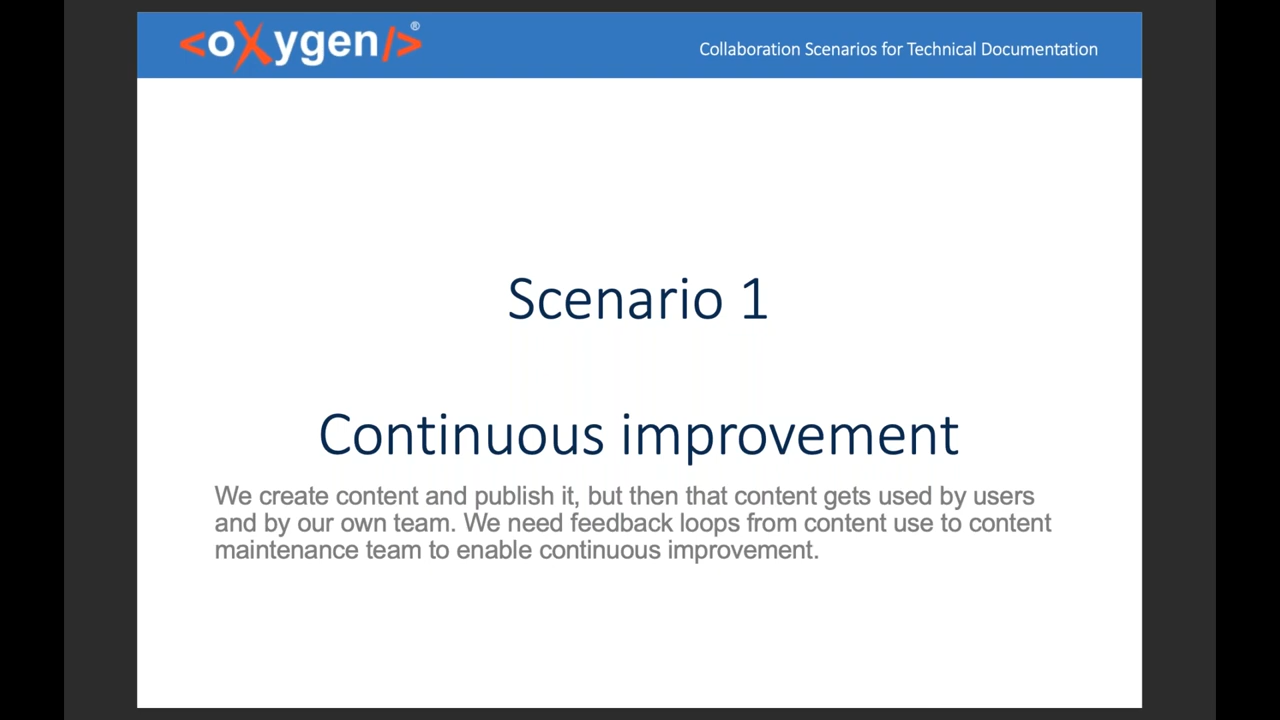 <oXygen/>®
Collaboration Scenarios for Technical Documentation
Scenario 1
Continuous improvement
We create content and publish it, but then that content gets used by users
and by our own team. We need feedback loops from content use to content
maintenance team to enable continuous improvement.